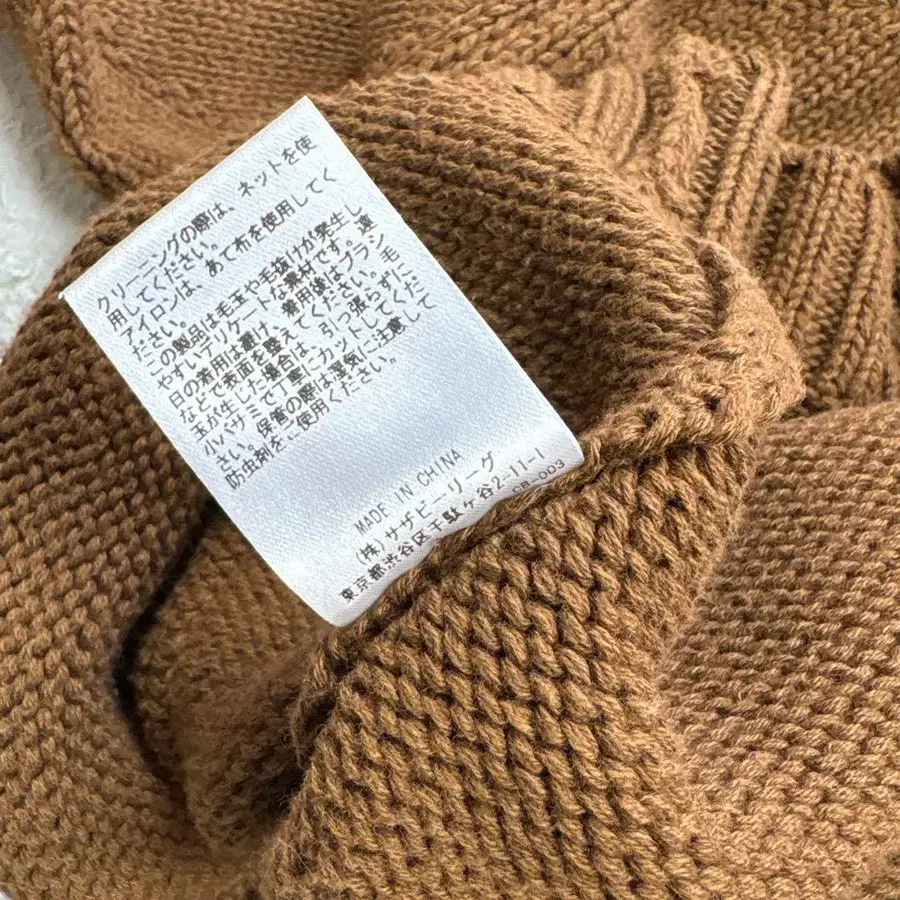 クリーニングの際は、ネットを使
用してください。
アイロンは、あて布を使用してく
ださい。
この製品は毛玉や毛抜けが発生し
やすいデリケートな素材です。連
日の着用は避け、着用後はブラシ
などで表面を整えてください。毛
玉が生じた場合は、引っ張らずに
小バサミで丁寧にカットしてくだ
さい。保管の際は湿気に注意して
防虫剤をご使用ください。
MADE IN CHINA
(株)サザビーリーグ
東京都渋谷区千駄ヶ谷2-11-1
CB-003